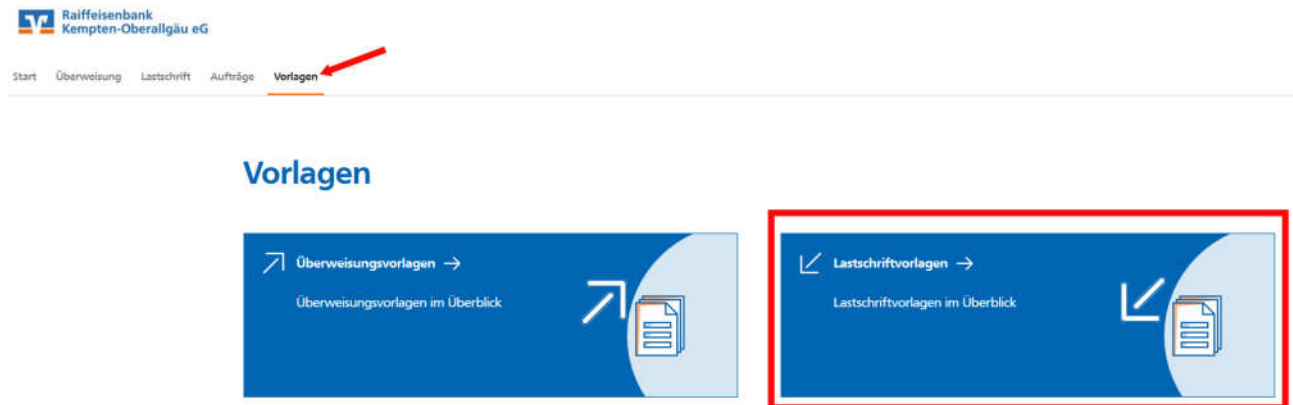 Raiffeisenbank
Kempten-Oberallgäu eG
Start Überweisung Lastschrift Aufträge Vorlagen
Vorlagen
Überweisungsvorlagen →
Überweisungsvorlagen im Überblick
Lastschriftvorlagen →
Lastschriftvorlagen im Überblick